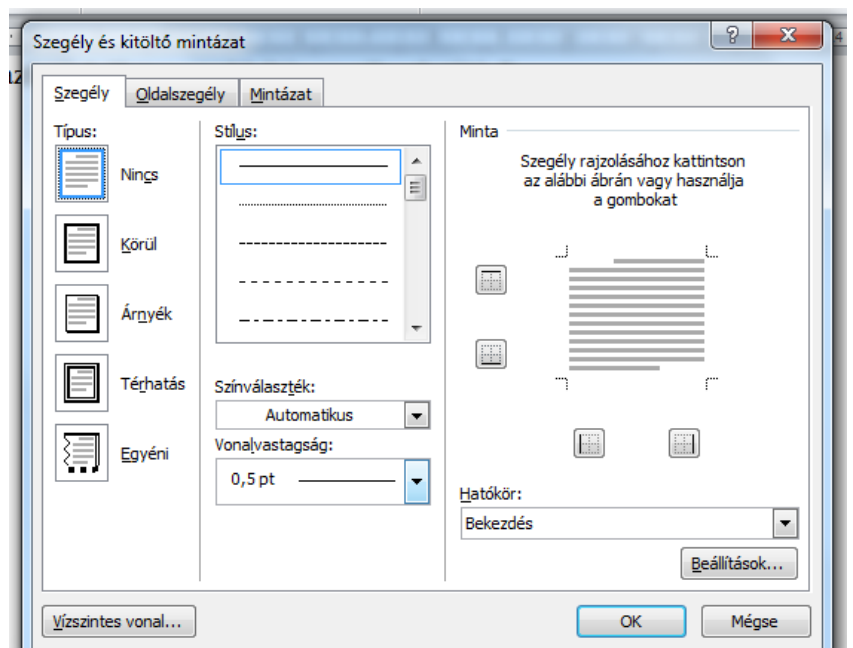 Szegély és kitöltő mintázat
4
Szegély
Oldalszegély
Mintázat
Típus:
Nincs
Körül
Árnyék
Térhatás
Egyéni
Stílus:
Színválaszték:
Automatikus
Vonalvastagság:
0,5 pt
Minta
Szegély rajzolásához kattintson
az alábbi ábrán vagy használja
a gombokat
Hatókör:
Bekezdés
Beállítások...
Vízszintes vonal...
OK
Mégse